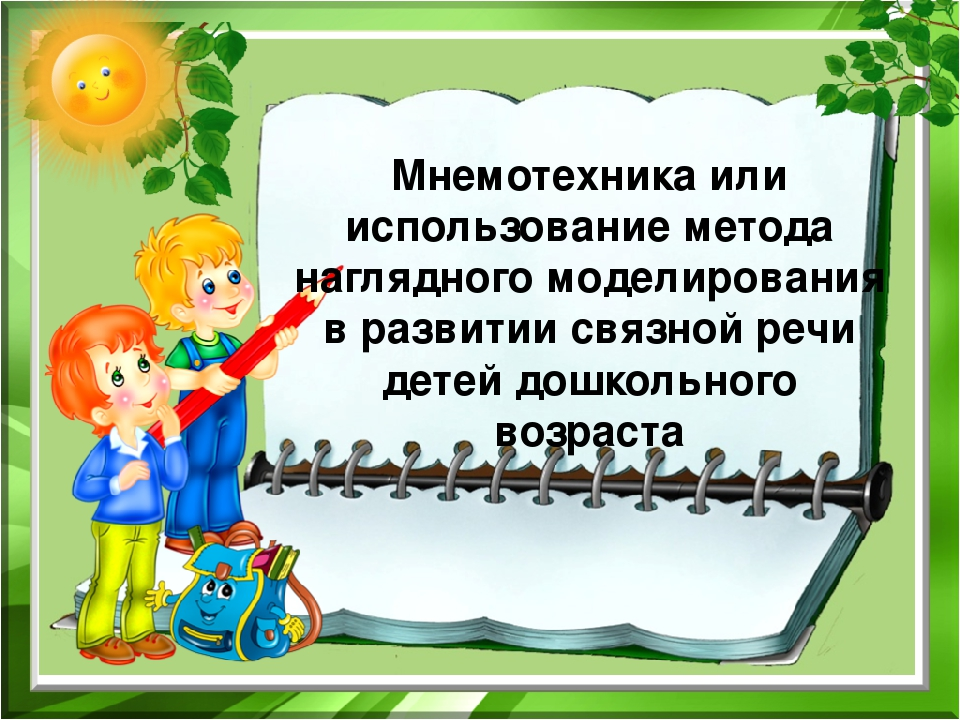 Мнемотехника или
использование метода
наглядного моделирования
в развитии связной речи
детей дошкольного
возраста